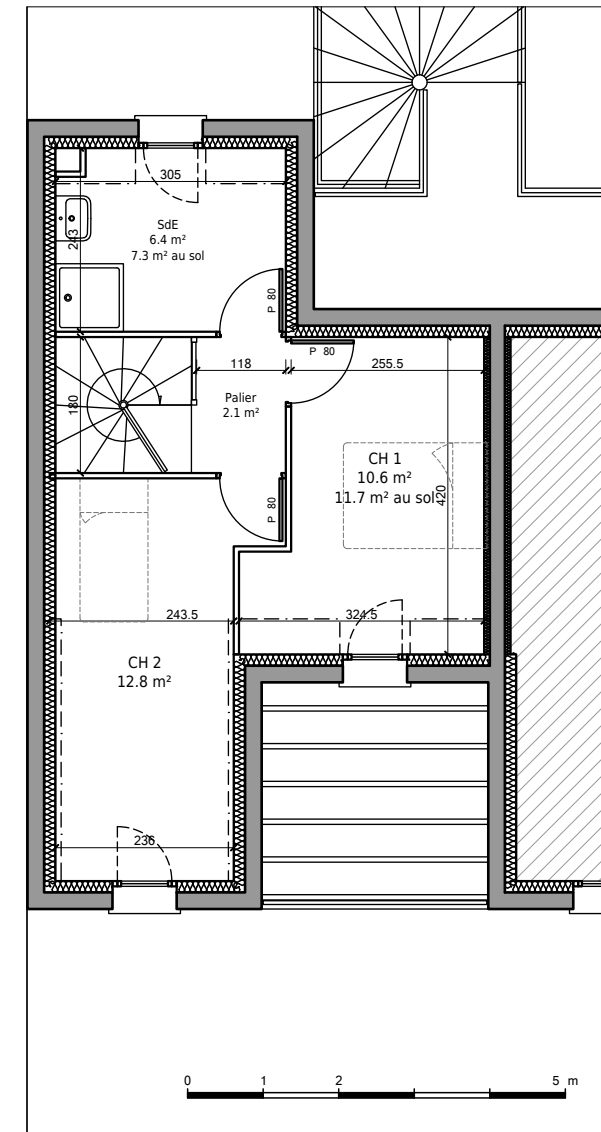 305
SdE
6.4 m²
7.3 m² au sol
243
P 80
P 80
118
255.5
180
Palier
2.1 m²
CH 1
10.6 m²
11.7 m² au sol
420
P 80
243.5
324.5
CH 2
12.8 m²
236
0 1 2 5 m